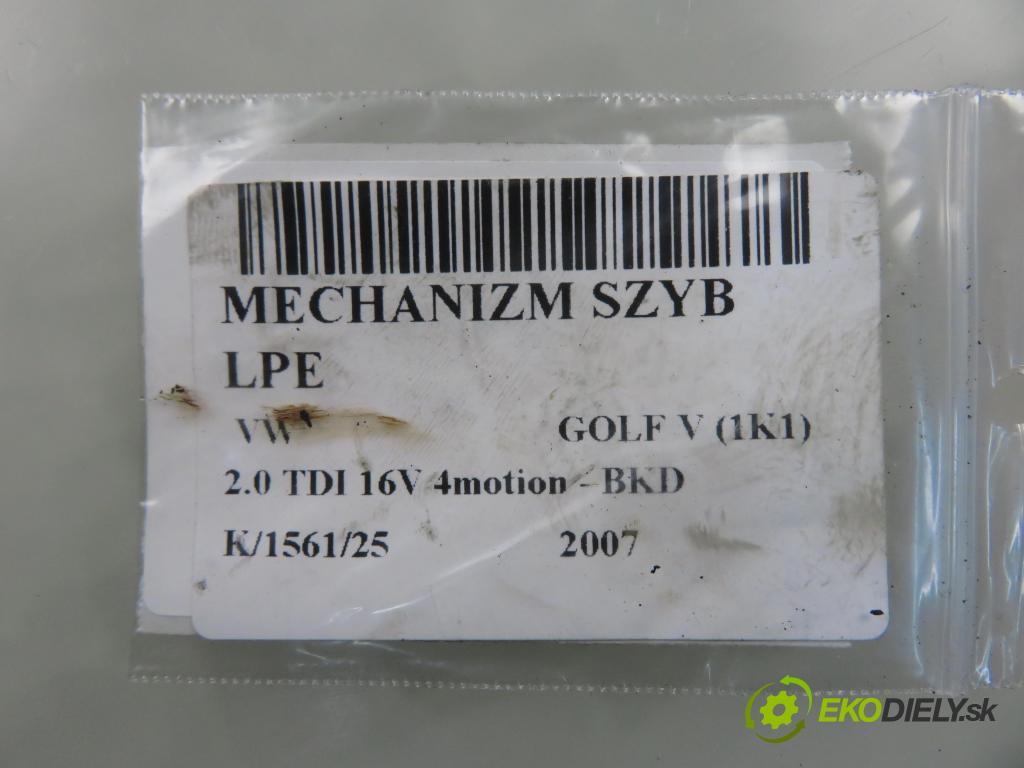 MECHANIZM SZYB
LPE
VW GOLF V (1K1)
2.0 TDI 16V 4motion - BKD
K/1561/25 2007
EKODIELY.sk